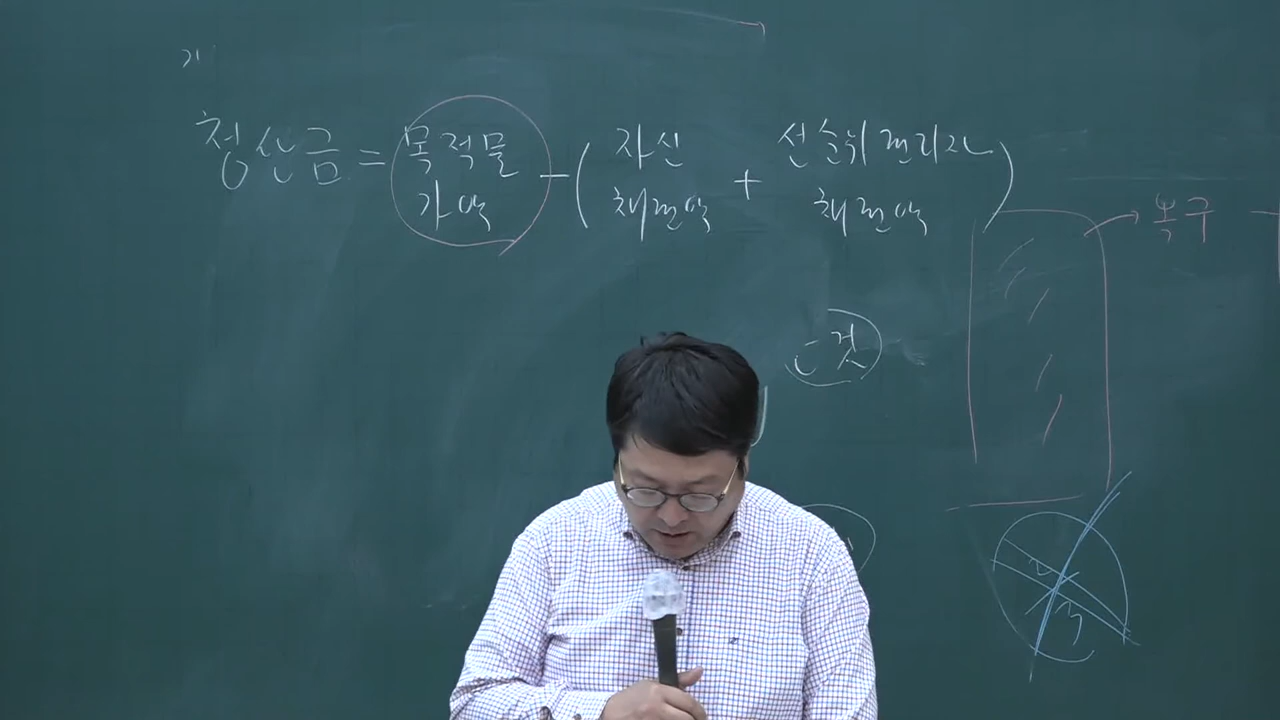 청산금 = 목적물 가액 - ( 자신 채권액 + 선순위 권리자 채권액 )
복구